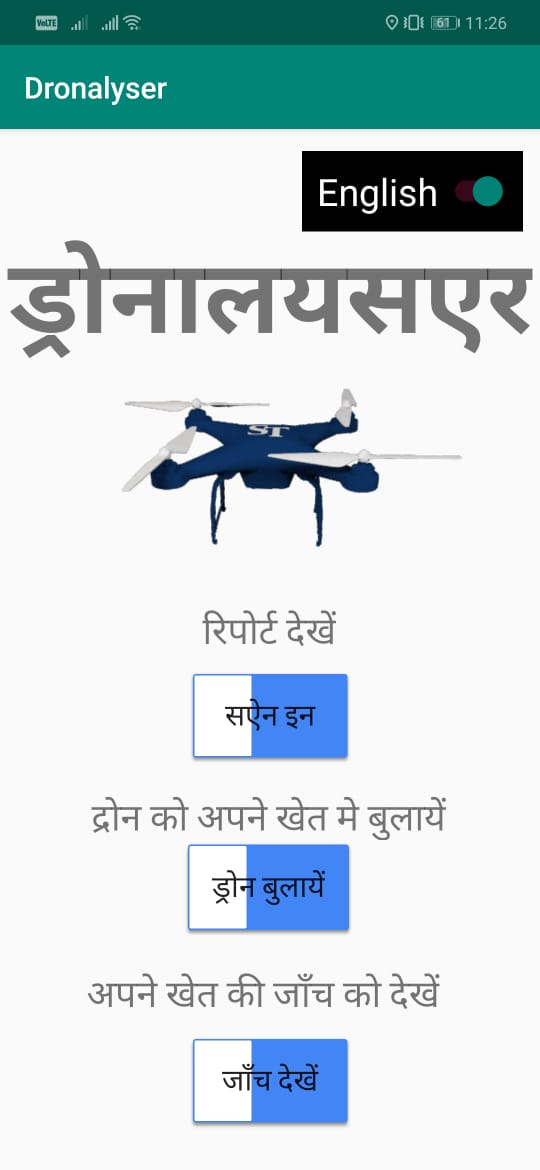 VoLTE 61 11:26
Dronalyser
English
ड्रोनालयसएर
ST
रिपोर्ट देखें
सऐन इन
द्रोन को अपने खेत मे बुलायें
ड्रोन बुलायें
अपने खेत की जाँच को देखें
जाँच देखें